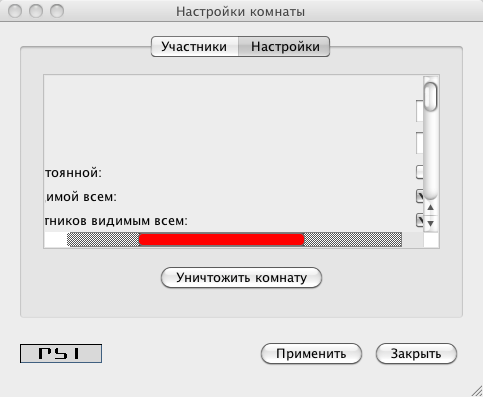 Настройки комнаты
Участники Настройки
тоянной:
имой всем:
тников видимым всем:
Уничтожить комнату
PSI Применить Закрыть